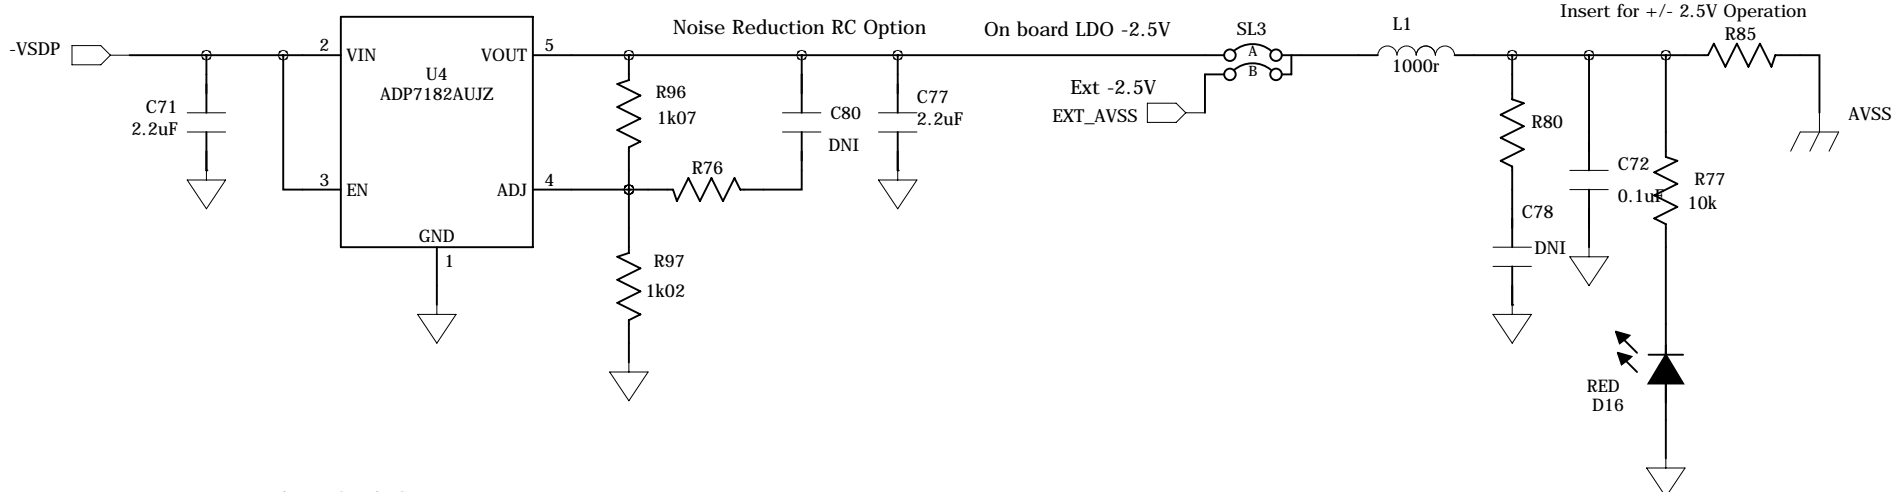 Insert for +/- 2.5V Operation
Noise Reduction RC Option
On board LDO -2.5V
SL3
L1
R85
-VSDP
2
VIN
VOUT
5
A
B
1000r
U4
ADP7182AUJZ
C71
2.2uF
R96
1k07
C80
DNI
C77
2.2uF
Ext -2.5V
EXT_AVSS
R80
AVSS
3
EN
ADJ
4
R76
C72
0.1uF
R77
10k
C78
DNI
GND
1
R97
1k02
RED
D16